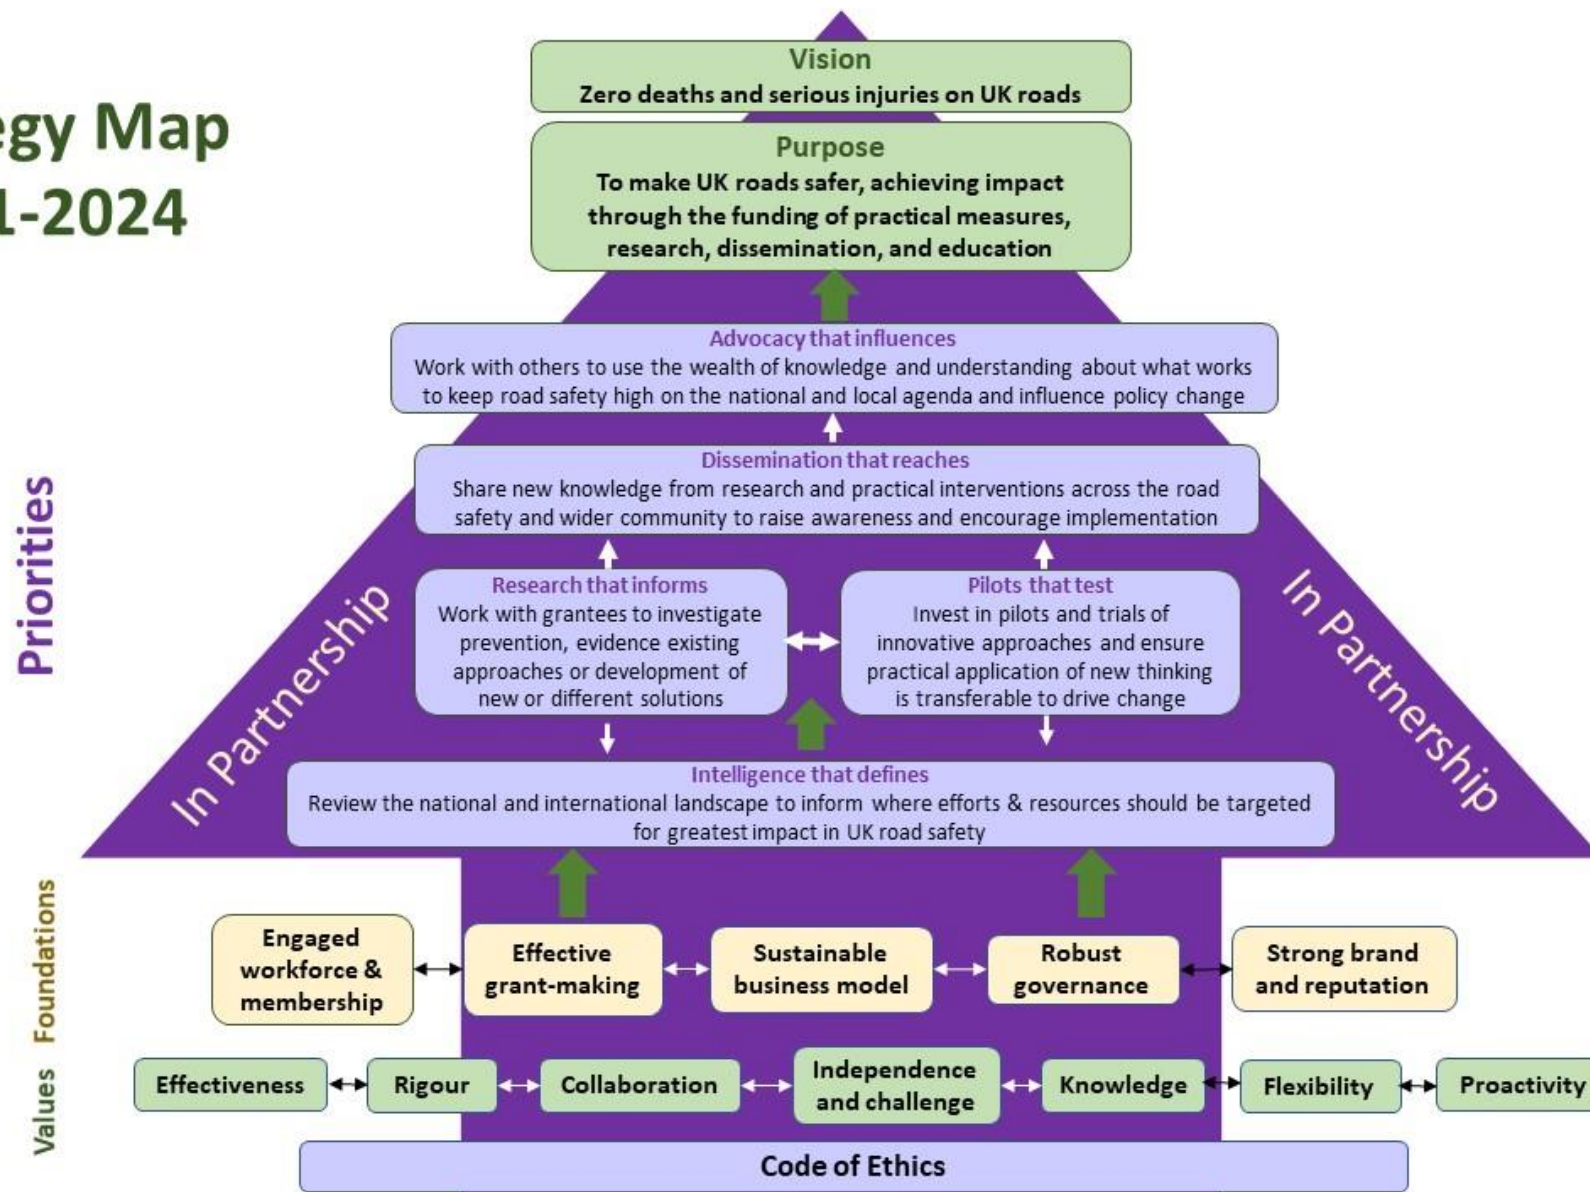 egy Map
1-2024
Vision
Zero deaths and serious injuries on UK roads
Purpose
To make UK roads safer, achieving impact
through the funding of practical measures,
research, dissemination, and education
Advocacy that influences
Work with others to use the wealth of knowledge and understanding about what works
to keep road safety high on the national and local agenda and influence policy change
Dissemination that reaches
Share new knowledge from research and practical interventions across the road
safety and wider community to raise awareness and encourage implementation
Priorities
In Partnership
Research that informs
Work with grantees to investigate
prevention, evidence existing
approaches or development of
new or different solutions
Pilots that test
Invest in pilots and trials of
innovative approaches and ensure
practical application of new thinking
is transferable to drive change
In Partnership
Intelligence that defines
Review the national and international landscape to inform where efforts & resources should be targeted
for greatest impact in UK road safety
Foundations
Engaged
workforce &
membership
Effective
grant-making
Sustainable
business model
Robust
governance
Strong brand
and reputation
Values
Effectiveness
Rigour
Collaboration
Independence
and challenge
Knowledge
Flexibility
Proactivity
Code of Ethics